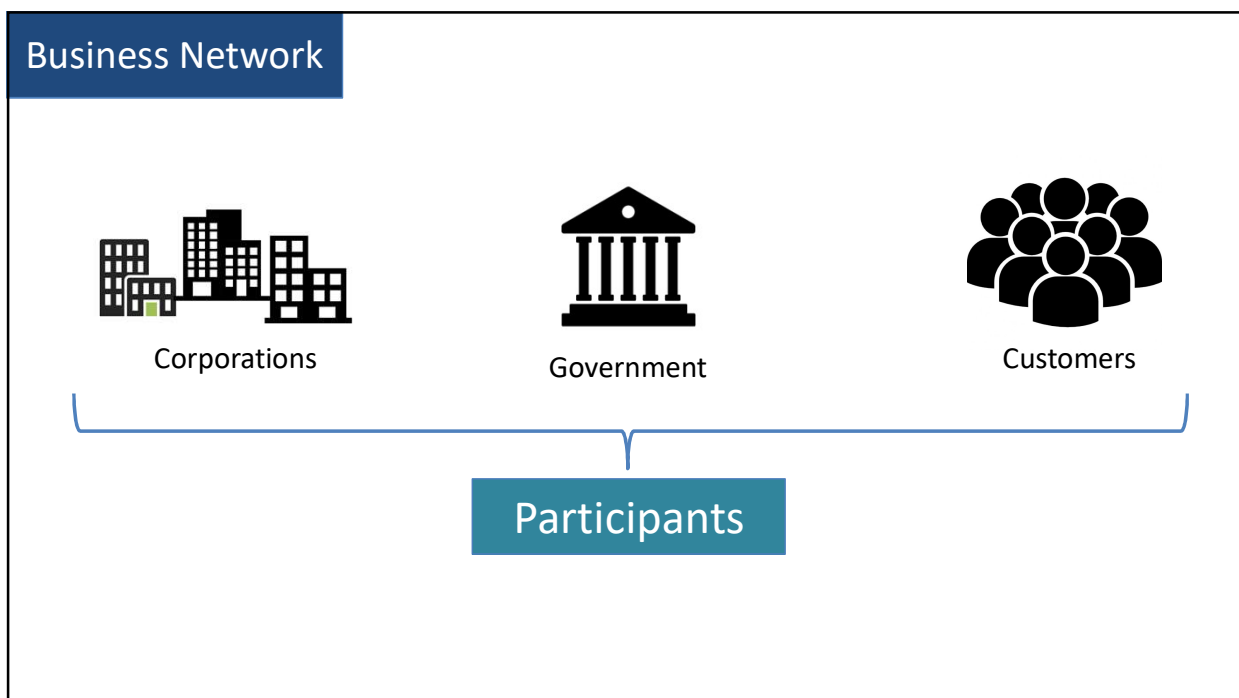 Business Network
Corporations
Government
Customers
Participants